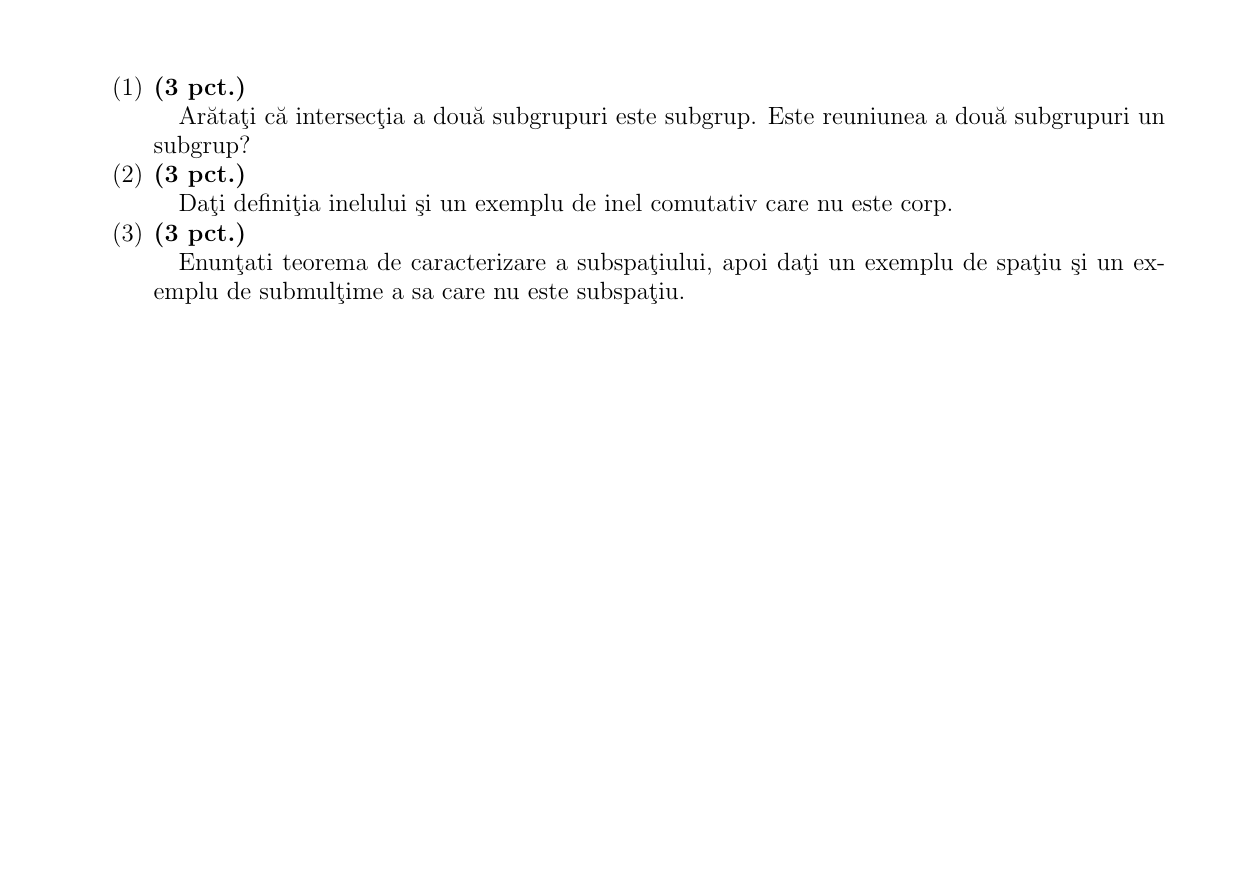 (1) (3 pct.)
Arătaţi că intersecţia a două subgrupuri este subgrup. Este reuniunea a două subgrupuri un
subgrup?
(2) (3 pct.)
Daţi definiţia inelului şi un exemplu de inel comutativ care nu este corp.
(3) (3 pct.)
Enunţati teorema de caracterizare a subspaţiului, apoi daţi un exemplu de spaţiu şi un ex-
emplu de submulţime a sa care nu este subspaţiu.